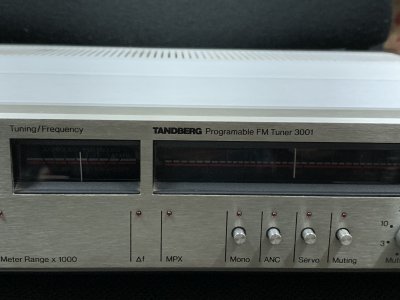 Tuning/Frequency
TANDBERG Programable FM Tuner 3001
10
3
Meter Range x 1000
Δf
MPX
Mono
ANC
Servo
Muting